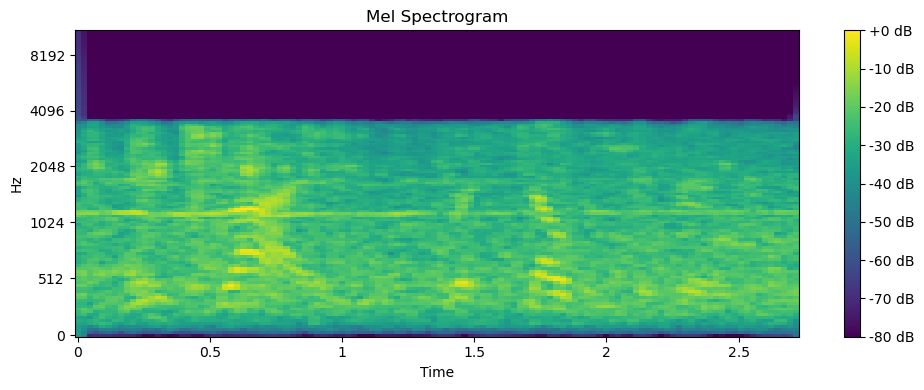 Mel Spectrogram
+0 dB
8192
-10 dB
4096
-20 dB
-30 dB
2048
Hz
-40 dB
1024
-50 dB
512
-60 dB
-70 dB
0
-80 dB
0
0.5
1
1.5
2
2.5
Time